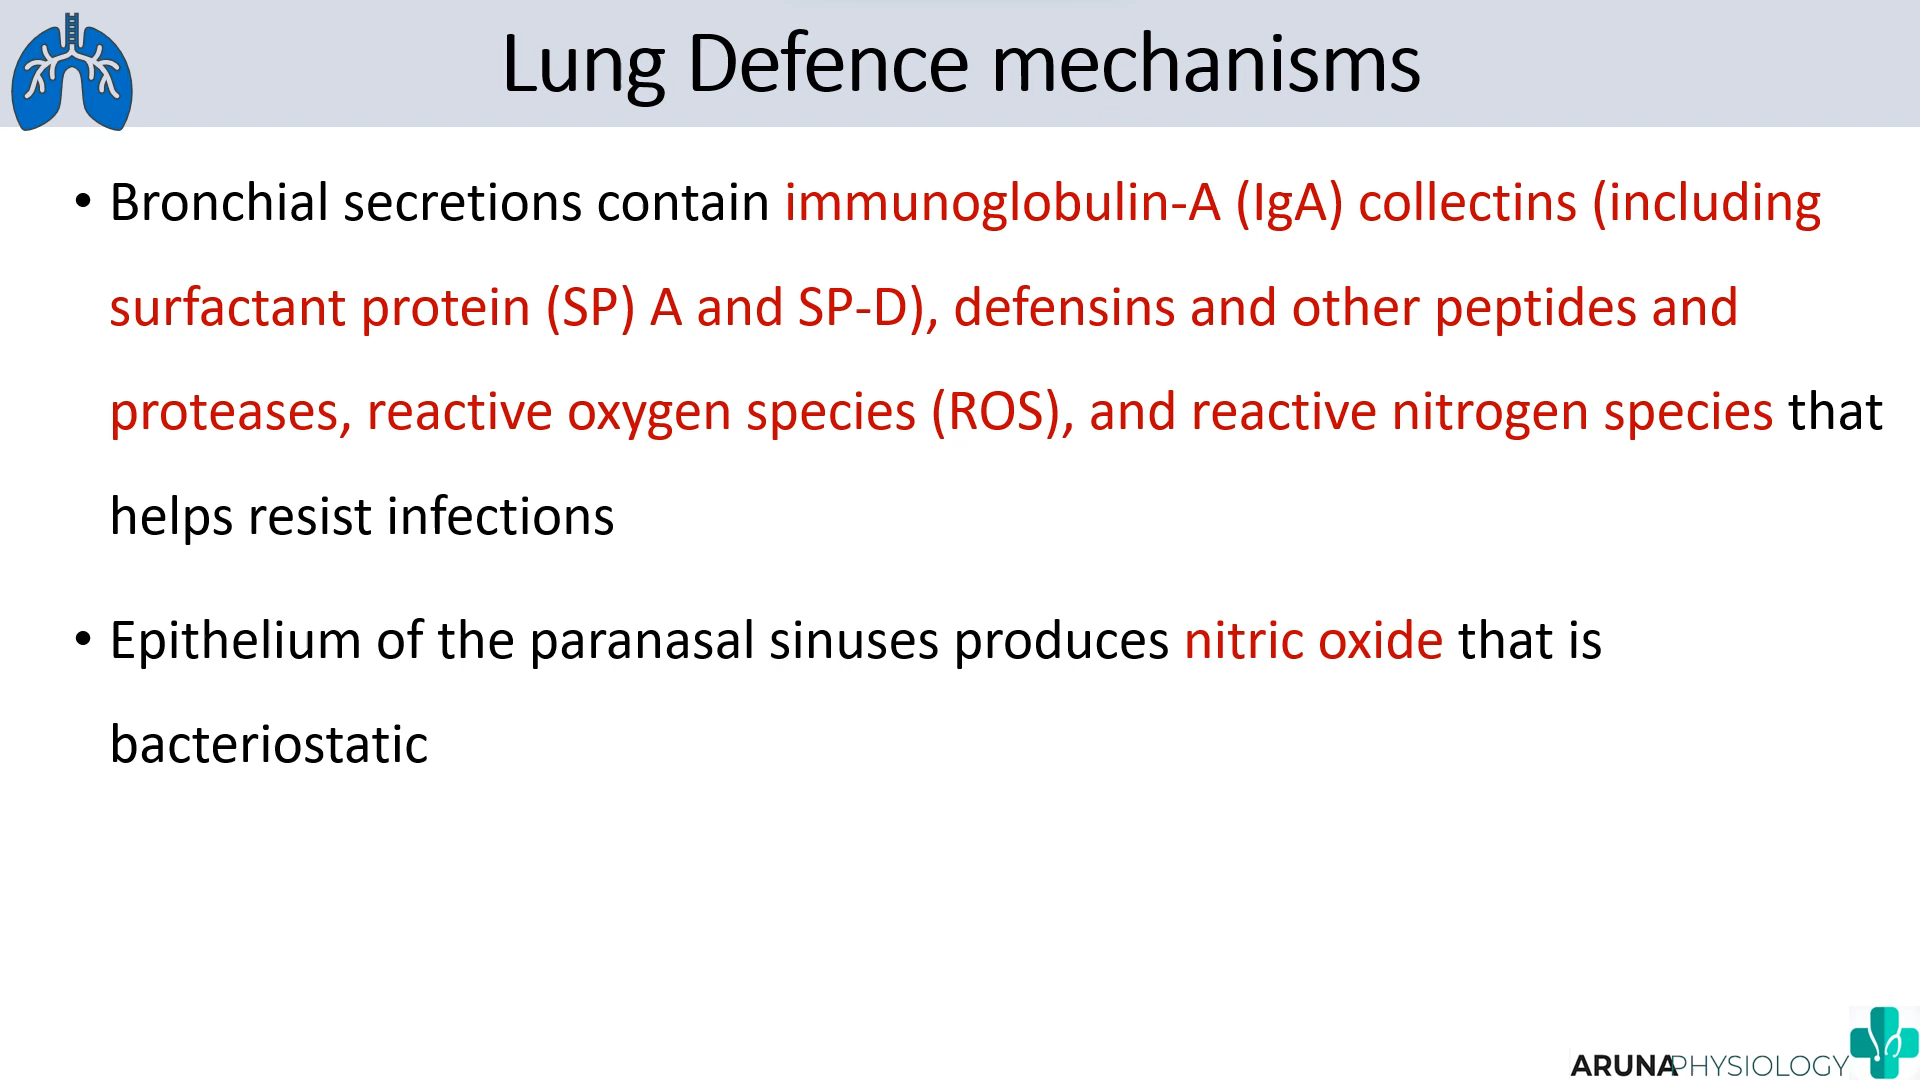 Lung Defence mechanisms
• Bronchial secretions contain immunoglobulin-A (IgA) collectins (including
surfactant protein (SP) A and SP-D), defensins and other peptides and
proteases, reactive oxygen species (ROS), and reactive nitrogen species that
helps resist infections
• Epithelium of the paranasal sinuses produces nitric oxide that is
bacteriostatic
ARUNAPHYSIOLOGY